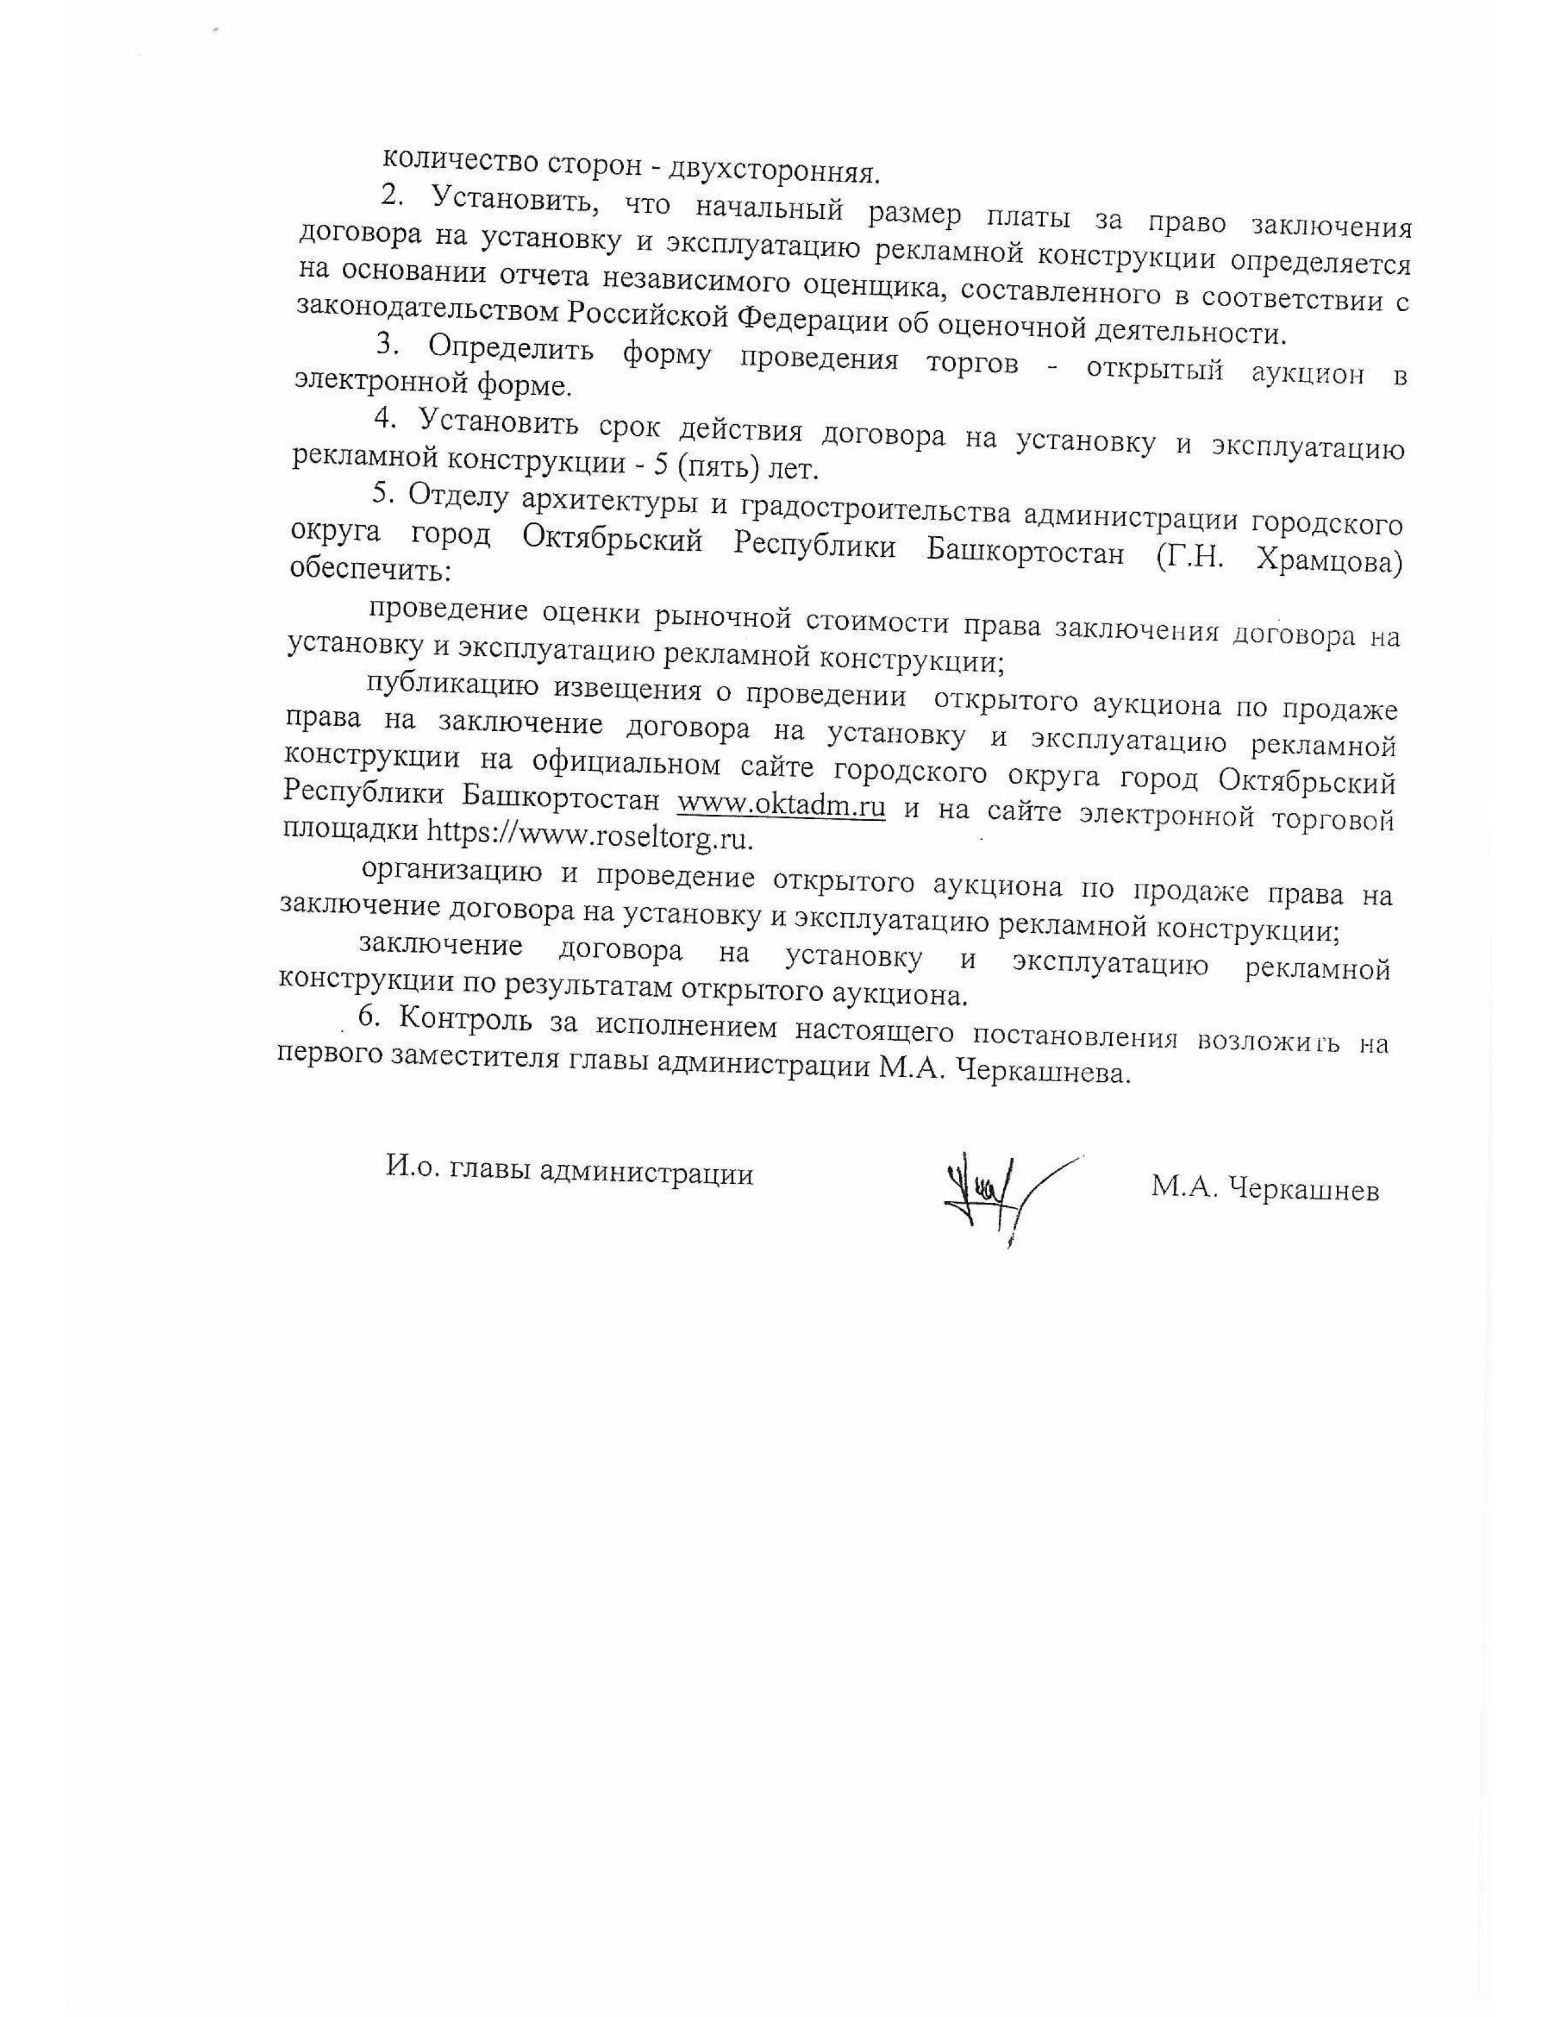 количество сторон - двухсторонняя.
2. Установить, что начальный размер платы за право заключения
договора на установку и эксплуатацию рекламной конструкции определяется
на основании отчета независимого оценщика, составленного в соответствии с
законодательством Российской Федерации об оценочной деятельности.
3. Определить форму проведения торгов - открытый аукцион в
электронной форме.
4. Установить срок действия договора на установку и эксплуатацию
рекламной конструкции - 5 (пять) лет.
5. Отделу архитектуры и градостроительства администрации городского
округа город Октябрьский Республики Башкортостан (Г.Н. Храмцова)
обеспечить:
проведение оценки рыночной стоимости права заключения договора на
установку и эксплуатацию рекламной конструкции;
публикацию извещения о проведении открытого аукциона по продаже
права на заключение договора на установку и эксплуатацию рекламной
конструкции на официальном сайте городского округа город Октябрьский
Республики Башкортостан www.oktadm.ru и на сайте электронной торговой
площадки https://www.roseltorg.ru.
организацию и проведение открытого аукциона по продаже права на
заключение договора на установку и эксплуатацию рекламной конструкции;
заключение договора на установку и эксплуатацию рекламной
конструкции по результатам открытого аукциона.
6. Контроль за исполнением настоящего постановления возложить на
первого заместителя главы администрации М.А. Черкашнева.
И.о. главы администрации М.А. Черкашнев